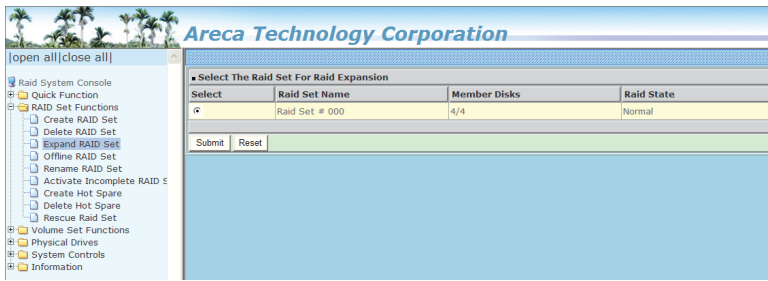 Areca Technology Corporation
|open all|close all|
Raid System Console
Quick Function
RAID Set Functions
Create RAID Set
Delete RAID Set
Expand RAID Set
Offline RAID Set
Rename RAID Set
Activate Incomplete RAID S
Create Hot Spare
Delete Hot Spare
Rescue Raid Set
Volume Set Functions
Physical Drives
System Controls
Information
Select The Raid Set For Raid Expansion
Select Raid Set Name Member Disks Raid State
Raid Set # 000 4/4 Normal
Submit Reset